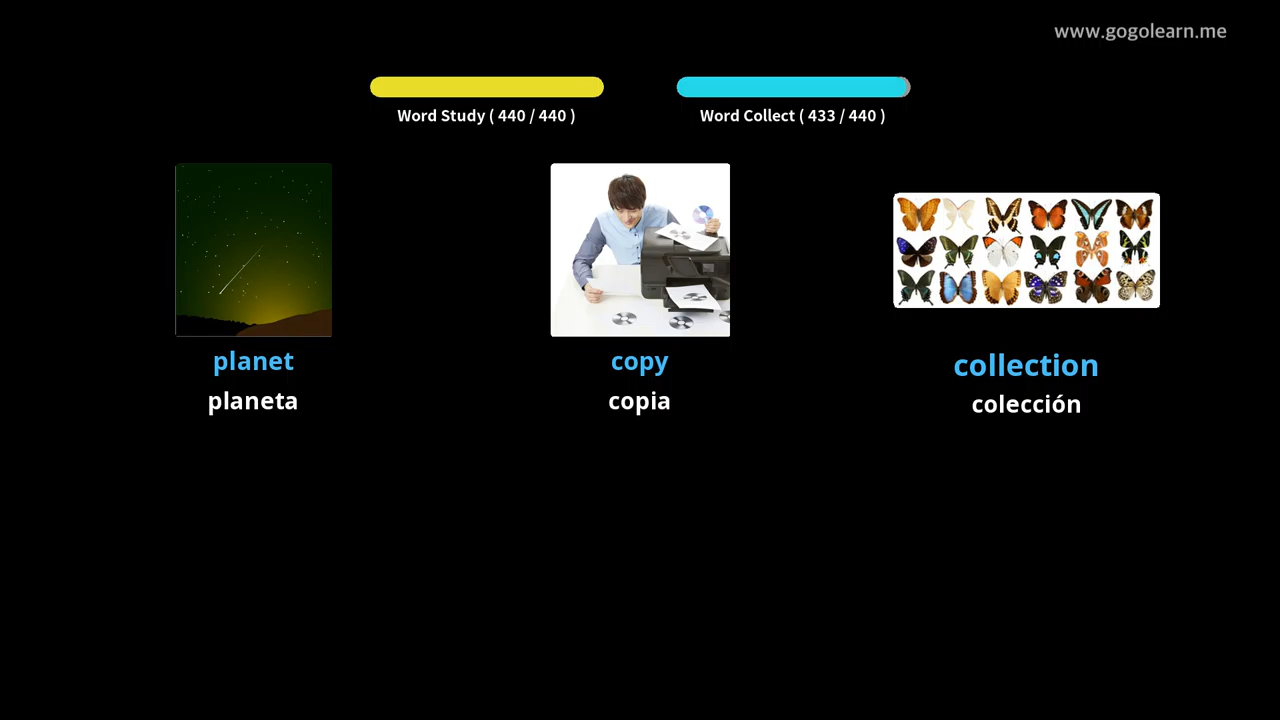 www.gogolearn.me
Word Study ( 440 / 440 )
Word Collect ( 433 / 440 )
planet
planeta
copy
copia
collection
colección